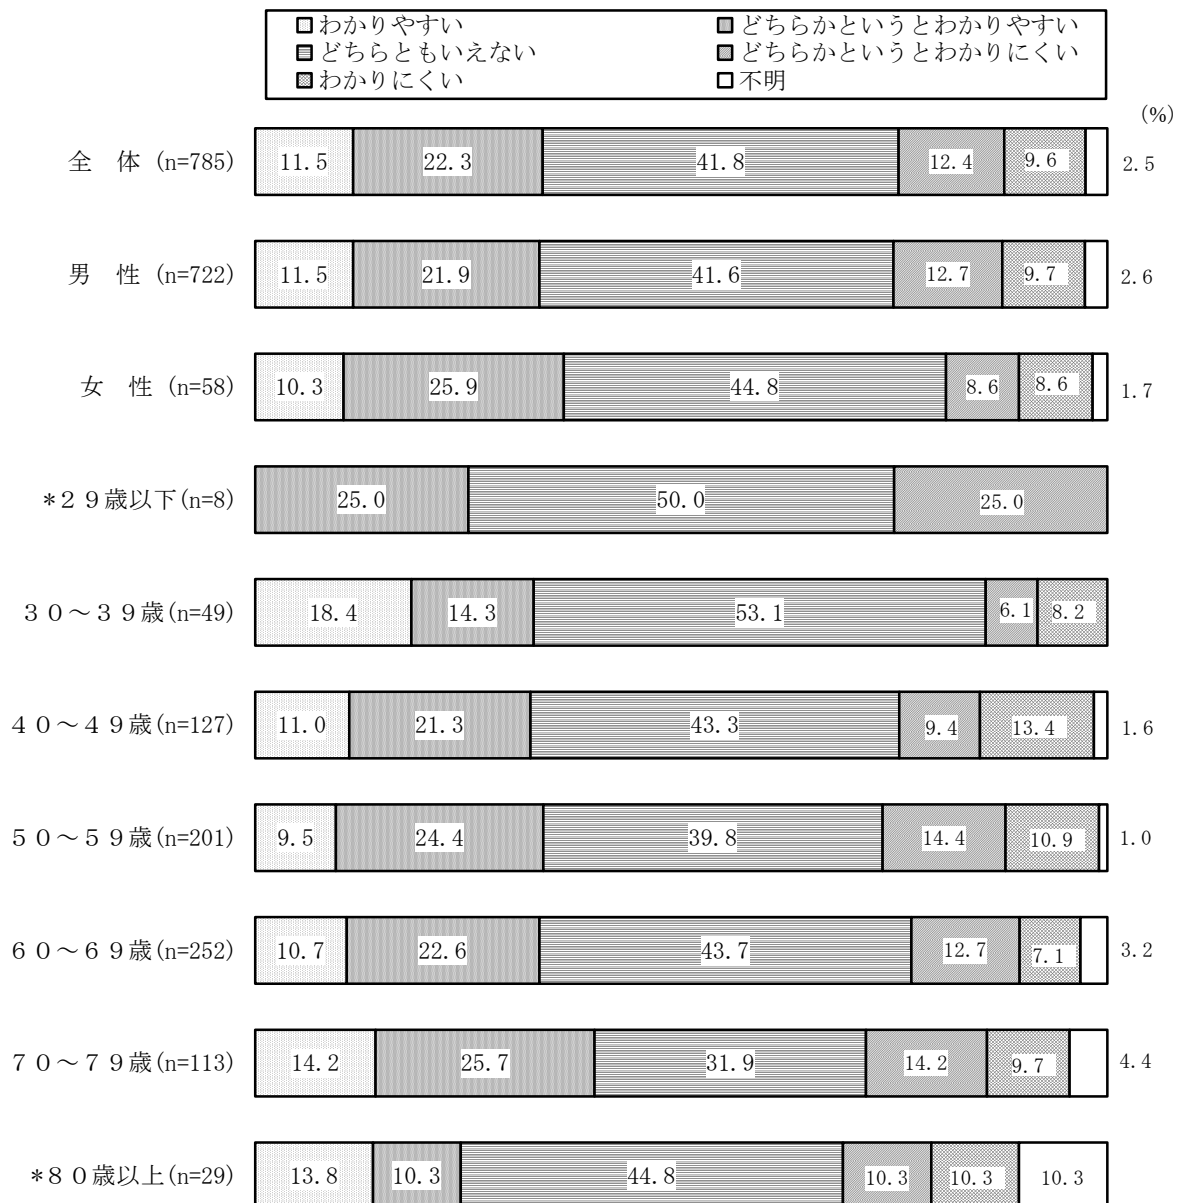 わかりやすい どちらかというとわかりやすい
どちらともいえない どちらかというとわかりにくい
わかりにくい 不明
(%)
全 体 (n=785) 11.5 22.3 41.8 12.4 9.6 2.5
男 性 (n=722) 11.5 21.9 41.6 12.7 9.7 2.6
女 性 (n=58) 10.3 25.9 44.8 8.6 8.6 1.7
*２９歳以下(n=8) 25.0 50.0 25.0
３０～３９歳(n=49) 18.4 14.3 53.1 6.1 8.2
４０～４９歳(n=127) 11.0 21.3 43.3 9.4 13.4 1.6
５０～５９歳(n=201) 9.5 24.4 39.8 14.4 10.9 1.0
６０～６９歳(n=252) 10.7 22.6 43.7 12.7 7.1 3.2
７０～７９歳(n=113) 14.2 25.7 31.9 14.2 9.7 4.4
*８０歳以上(n=29) 13.8 10.3 44.8 10.3 10.3 10.3